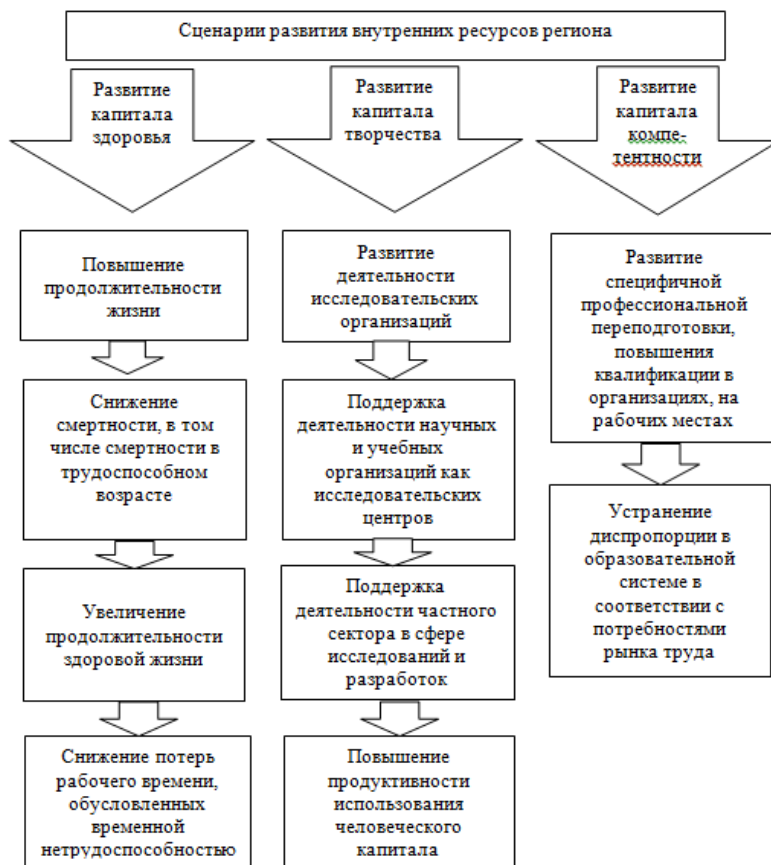 Сценарии развития внутренних ресурсов региона
Развитие
капитала
здоровья
Развитие
капитала
творчества
Развитие
капитала
компе-
тентности
Повышение
продолжительности
жизни
Снижение
смертности, в том
числе смертности в
трудоспособном
возрасте
Увеличение
продолжительности
здоровой жизни
Снижение потерь
рабочего времени,
обусловленных
временной
нетрудоспособностью
Развитие
деятельности
исследовательских
организаций
Поддержка
деятельности научных
и учебных
организаций как
исследовательских
центров
Поддержка
деятельности частного
сектора в сфере
исследований и
разработок
Повышение
продуктивности
использования
человеческого
капитала
Развитие
специфичной
профессиональной
переподготовки,
повышения
квалификации в
организациях, на
рабочих местах
Устранение
диспропорции в
образовательной
системе в
соответствии с
потребностями
рынка труда